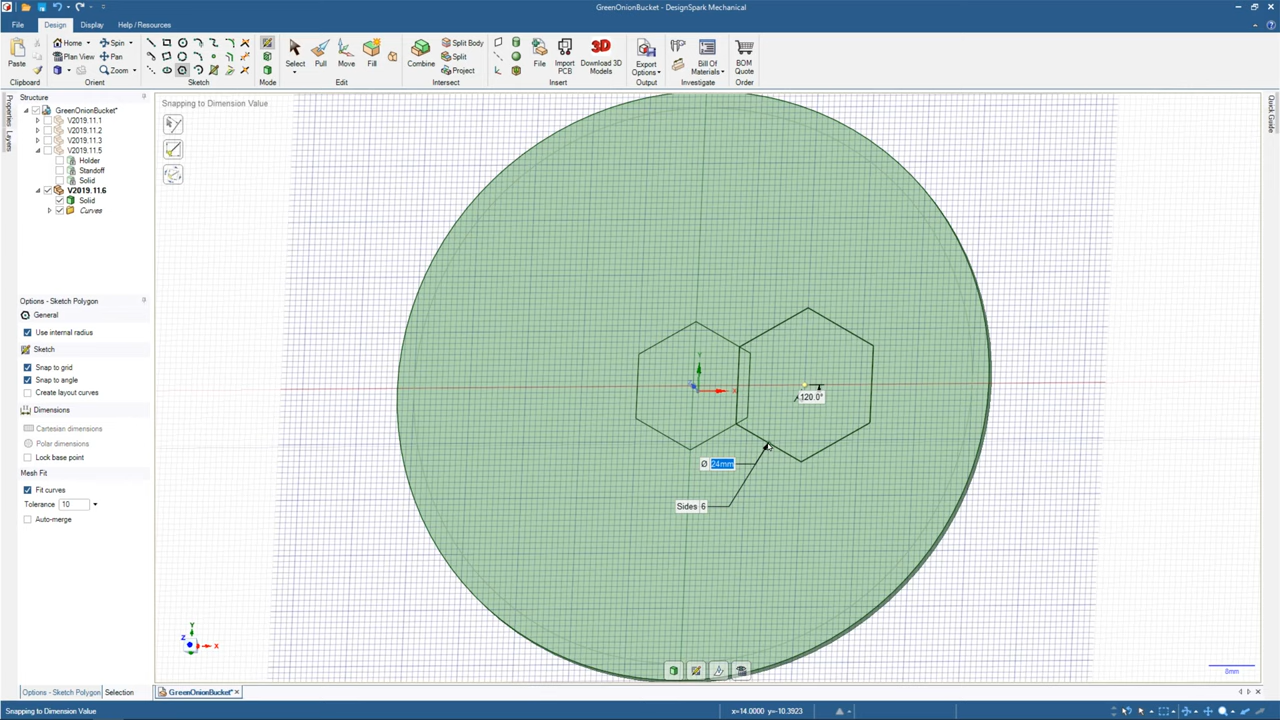 GreenOnionBucket* - DesignSpark Mechanical
File Design Display Help / Resources
Home Spin
Plan View Pan
Zoom
Split Body
Split
Project
Paste Select Pull Move Fill Combine File Import PCB Download 3D Models Export Options Bill Of Materials BOM Quote
3D
Clipboard Orient Sketch Mode Edit Intersect Insert Output Investigate Order
Structure
GreenOnionBucket*
V2019.11.1
V2019.11.2
V2019.11.3
V2019.11.5
Holder
Standoff
Solid
V2019.11.6
Solid
Curves
Properties
Layers
Quick Guide
Snapping to Dimension Value
Options - Sketch Polygon
General
Use internal radius
Sketch
Snap to grid
Snap to angle
Create layout curves
Dimensions
Cartesian dimensions
Polar dimensions
Lock base point
Mesh Fit
Fit curves
Tolerance 10
Auto-merge
Y
X
120.0°
Ø 24mm
Sides 6
Y
Z
X
8mm
Options - Sketch Polygon Selection GreenOnionBucket*
Snapping to Dimension Value x=14.0000 y=-10.3923